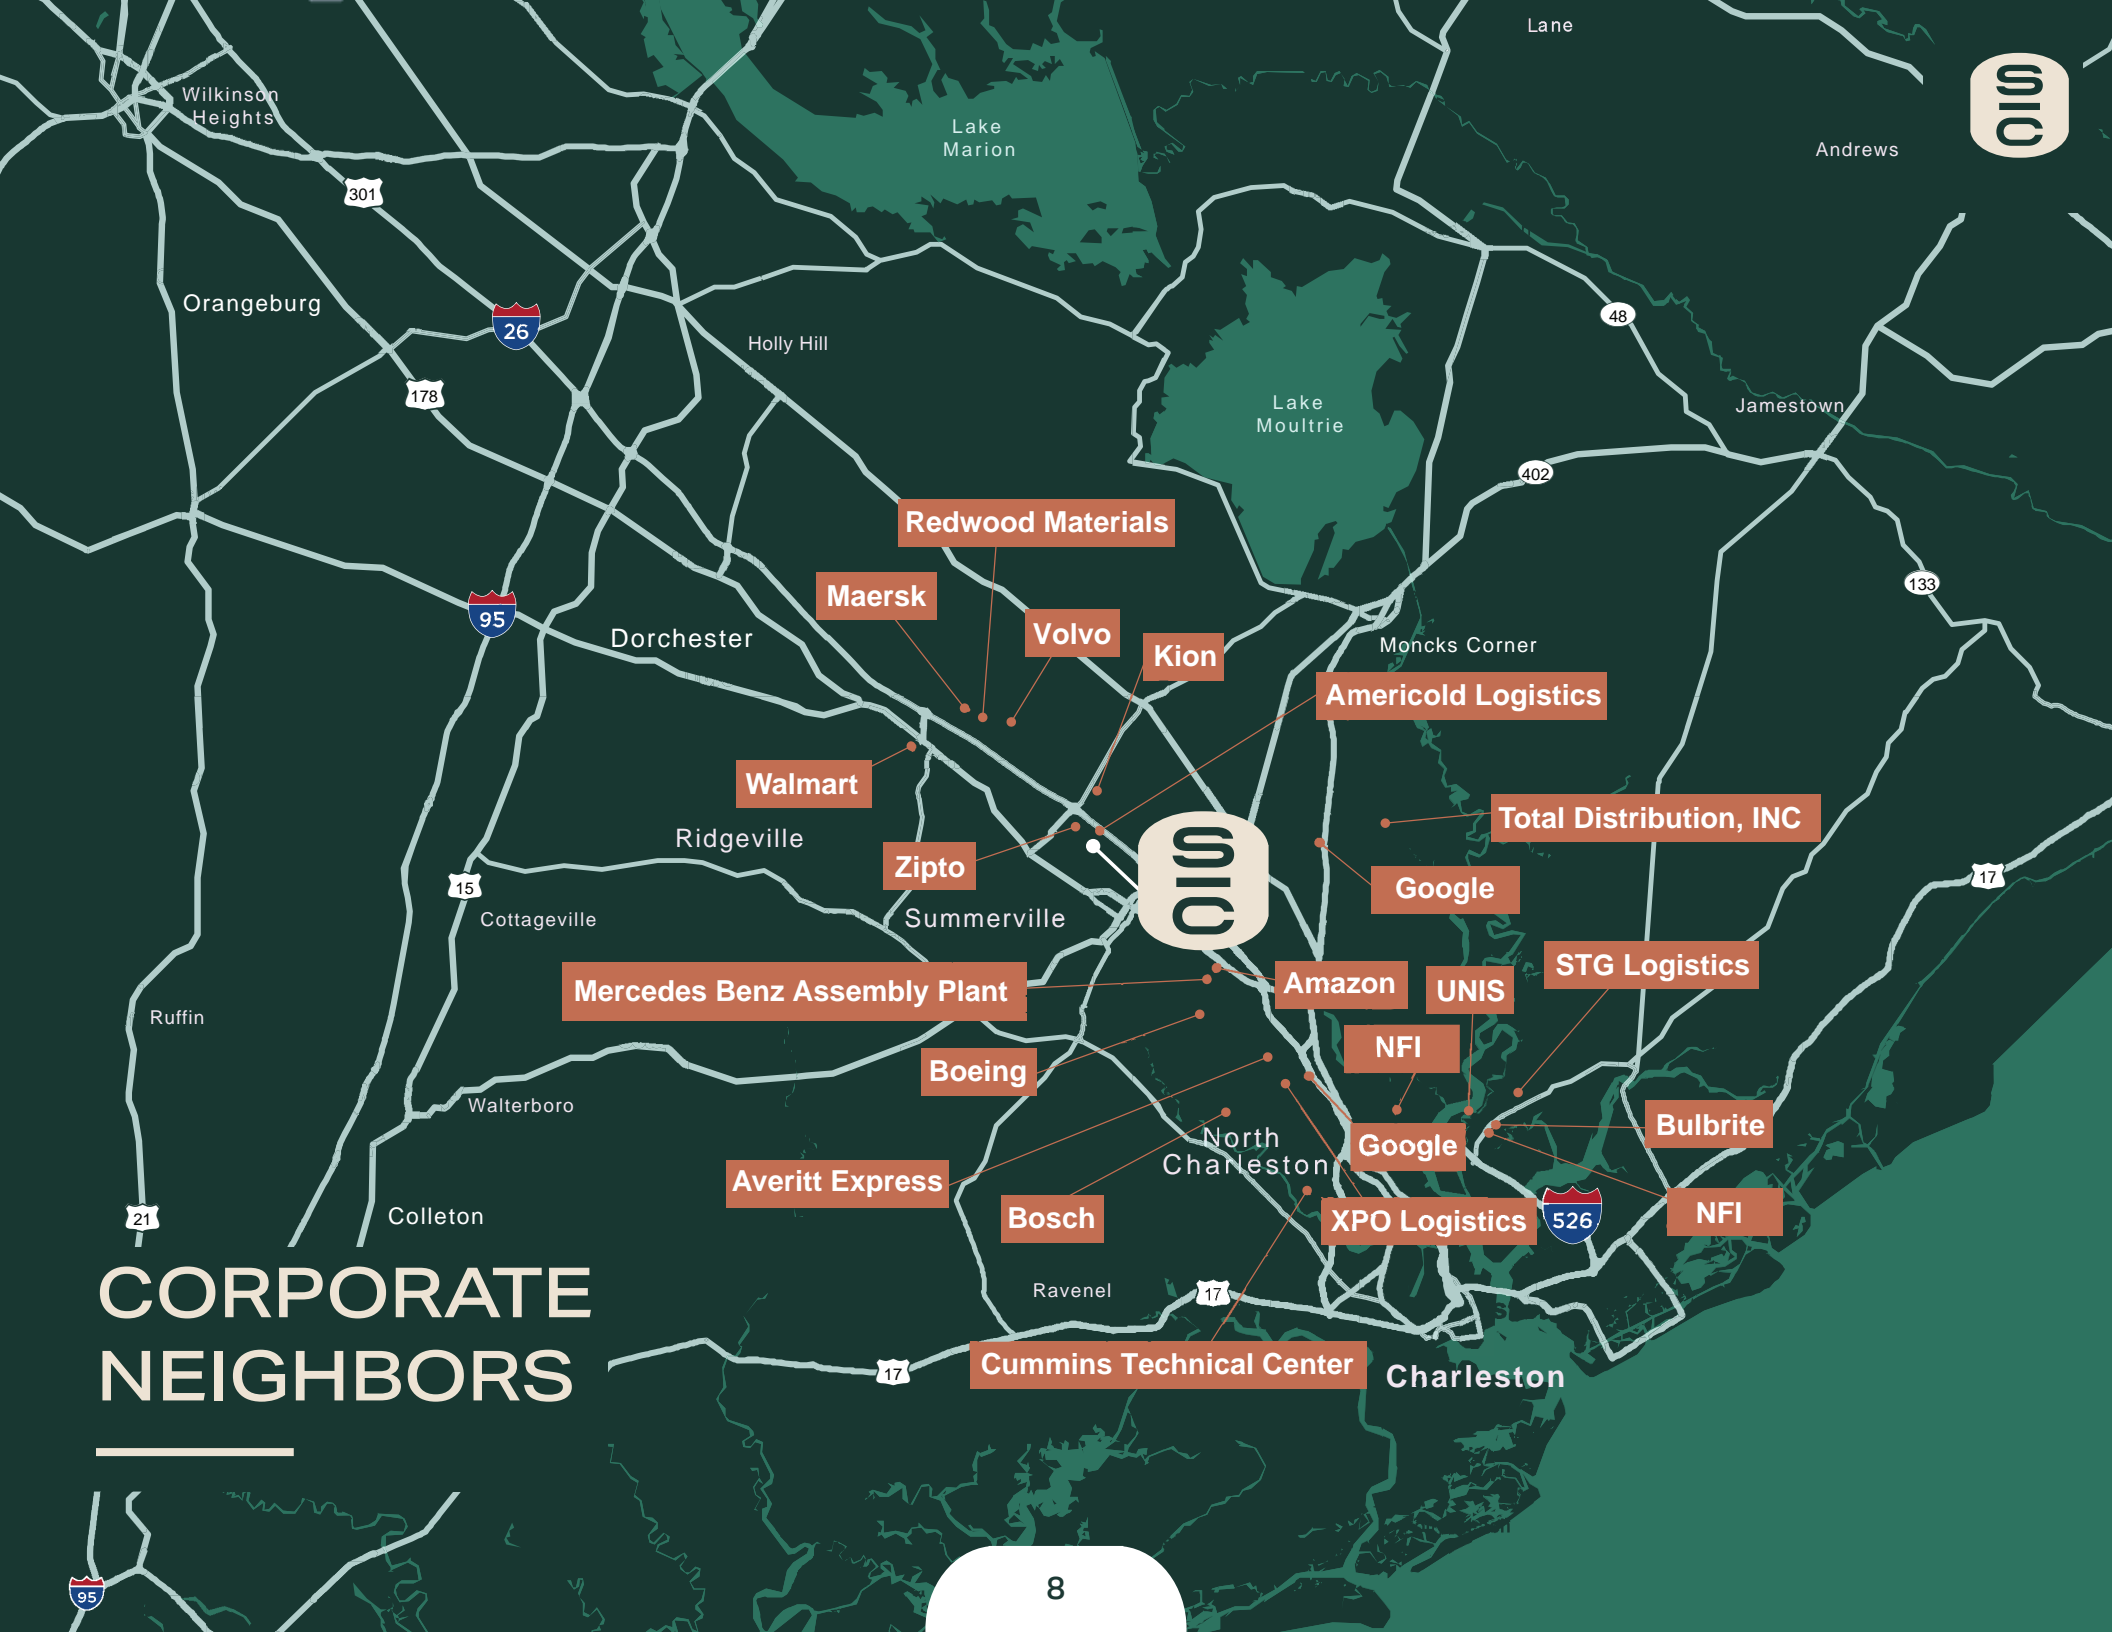 Lane
SIC
Wilkinson
Heights
Lake
Marion
Andrews
301
Orangeburg
26
48
Holly Hill
178
Lake
Moultrie
Jamestown
402
Redwood Materials
133
Maersk
95
Volvo
Dorchester
Kion
Moncks Corner
Americold Logistics
Walmart
Total Distribution, INC
Ridgeville
Zipto
SIC
15
Google
17
Cottageville
Summerville
STG Logistics
Mercedes Benz Assembly Plant
Amazon
UNIS
Ruffin
NFI
Boeing
Walterboro
Bulbrite
North
Charleston
Google
Averitt Express
21
Colleton
Bosch
XPO Logistics
526
NFI
CORPORATE
NEIGHBORS
Ravenel
17
17
Cummins Technical Center
Charleston
95
8